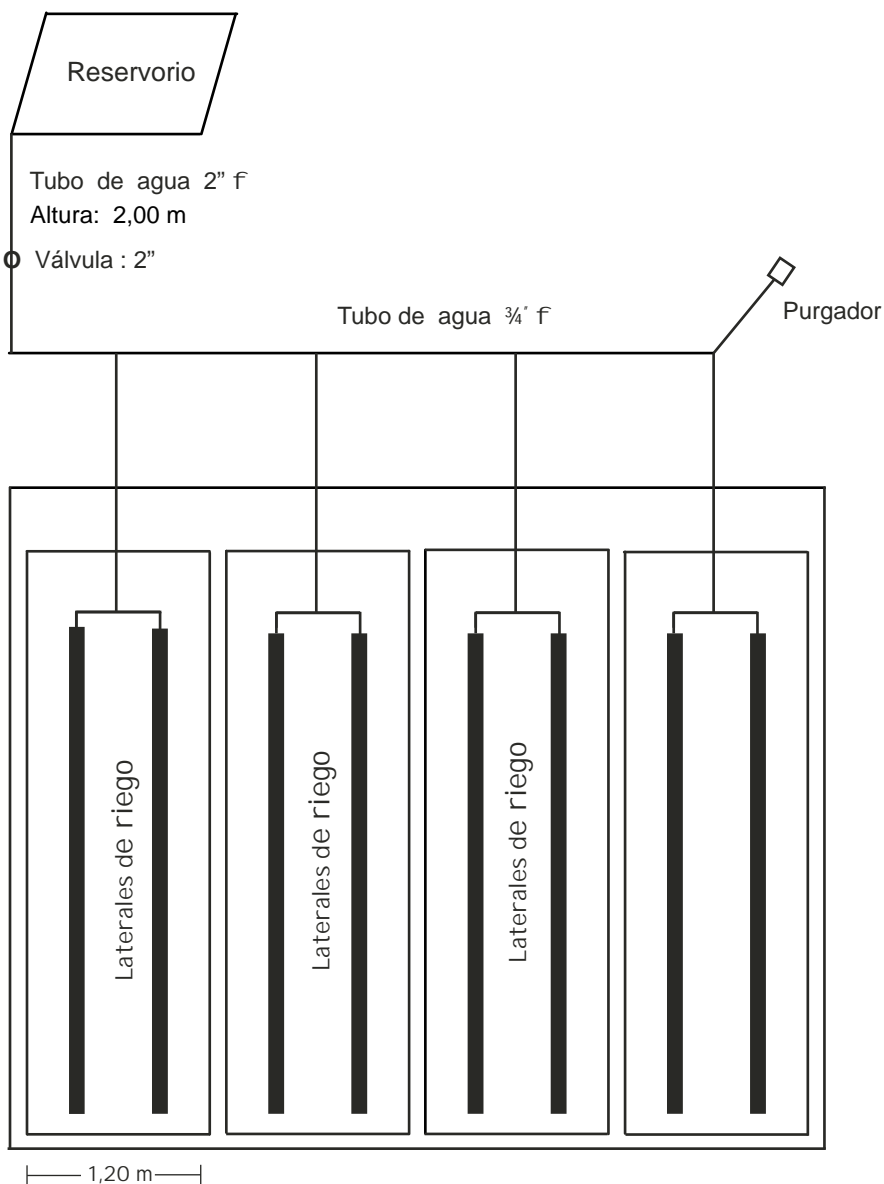 Reservorio
Tubo de agua 2” f
Altura: 2,00 m
Válvula : 2”
Tubo de agua ¾″ f
Purgador
Laterales de riego
Laterales de riego
Laterales de riego
1,20 m